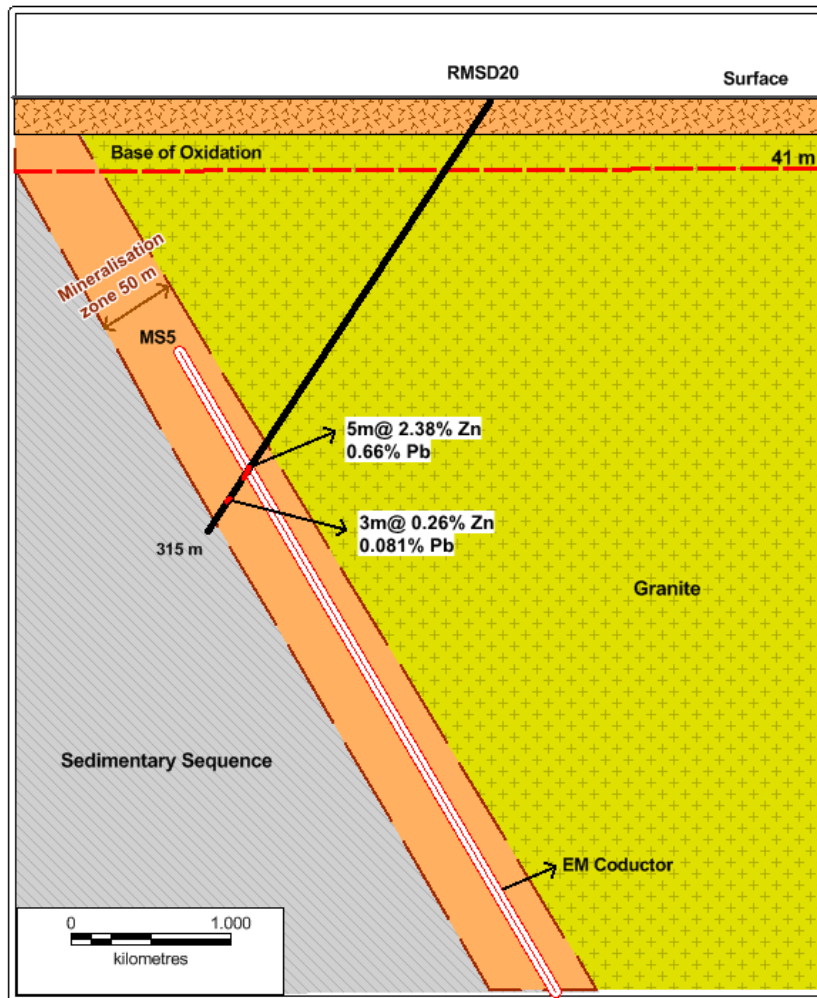 RMSD20
Surface
Base of Oxidation
41 m
Mineralisation
zone 50 m
MS5
5m@ 2.38% Zn
0.66% Pb
3m@ 0.26% Zn
0.081% Pb
315 m
Granite
Sedimentary Sequence
EM Coductor
0 1.000
kilometres